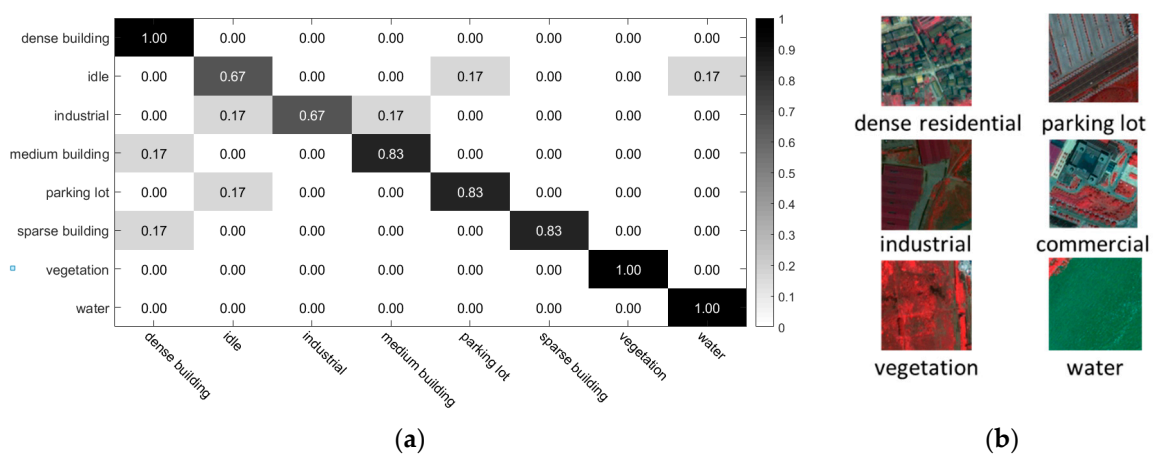 dense building 1.00 0.00 0.00 0.00 0.00 0.00 0.00 0.00
idle 0.00 0.67 0.00 0.00 0.17 0.00 0.00 0.17
industrial 0.00 0.17 0.67 0.17 0.00 0.00 0.00 0.00
medium building 0.17 0.00 0.00 0.83 0.00 0.00 0.00 0.00
parking lot 0.00 0.17 0.00 0.00 0.83 0.00 0.00 0.00
sparse building 0.17 0.00 0.00 0.00 0.00 0.83 0.00 0.00
vegetation 0.00 0.00 0.00 0.00 0.00 0.00 1.00 0.00
water 0.00 0.00 0.00 0.00 0.00 0.00 0.00 1.00
dense building
idle
industrial
medium building
parking lot
sparse building
vegetation
water
1
0.9
0.8
0.7
0.6
0.5
0.4
0.3
0.2
0.1
0
(a)
dense residential parking lot
industrial commercial
vegetation water
(b)